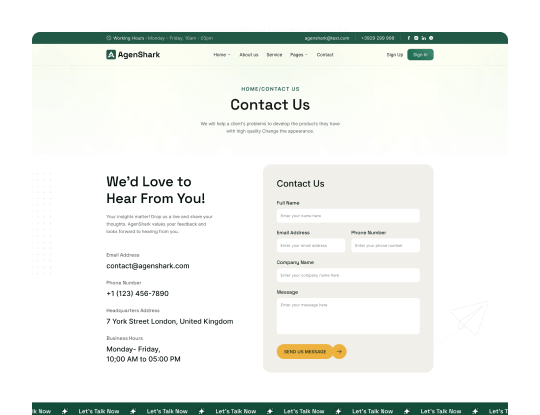 Working Hours : Monday - Friday, 10am - 05pm
agenshark@text.com
+3929 299 999
AgenShark
Home
About us
Service
Pages
Contact
Sign Up
Sign In
HOME/CONTACT US
Contact Us
We will help a client's problems to develop the products they have
with high quality Change the appearance.
We'd Love to
Hear From You!
Your insights matter! Drop us a line and share your
thoughts. AgenShark values your feedback and
looks forward to hearing from you.
Email Address
contact@agenshark.com
Phone Number
+1 (123) 456-7890
Headquarters Address
7 York Street London, United Kingdom
Business Hours
Monday- Friday,
10;00 AM to 05:00 PM
Contact Us
Full Name
Enter your name here
Email Address
Phone Number
Enter your email address
Enter your phone number
Company Name
Enter your company name here
Message
Enter your message here
SEND US MESSAGE
lk Now Let's Talk Now Let's Talk Now Let's Talk Now Let's Talk Now Let's Talk Now Let's Talk Now Let's Talk Now